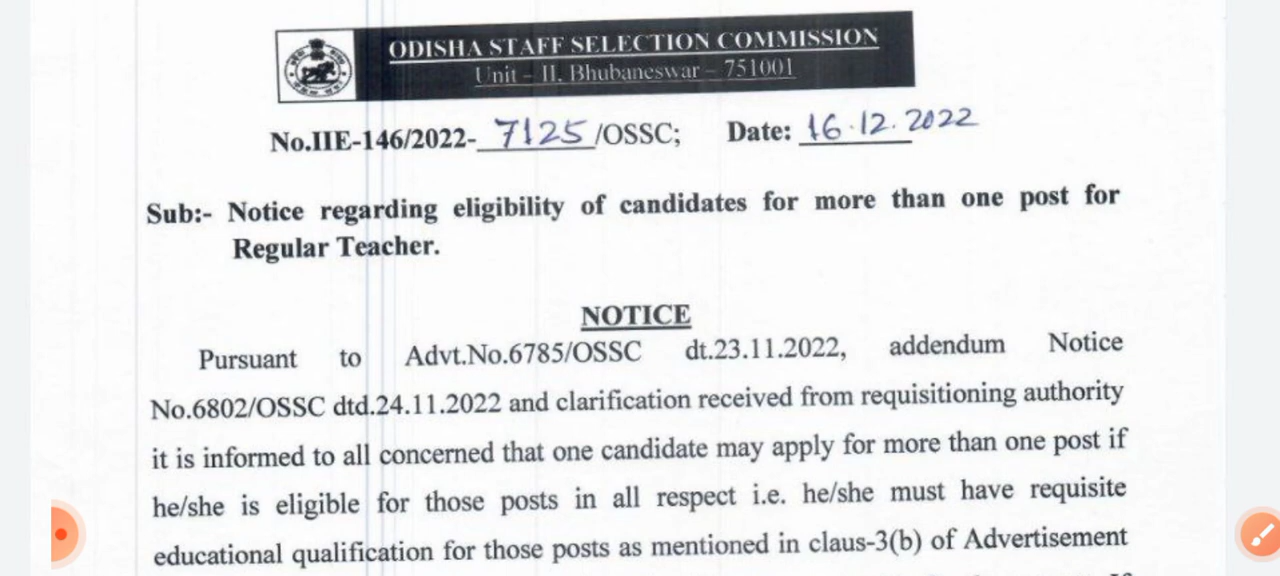 ODISHA STAFF SELECTION COMMISSION
Unit – II, Bhubaneswar – 751001
No.IIE-146/2022- 7125 /OSSC; Date: 16.12.2022
Sub:- Notice regarding eligibility of candidates for more than one post for
Regular Teacher.
NOTICE
Pursuant to Advt.No.6785/OSSC dt.23.11.2022, addendum Notice
No.6802/OSSC dtd.24.11.2022 and clarification received from requisitioning authority
it is informed to all concerned that one candidate may apply for more than one post if
he/she is eligible for those posts in all respect i.e. he/she must have requisite
educational qualification for those posts as mentioned in claus-3(b) of Advertisement